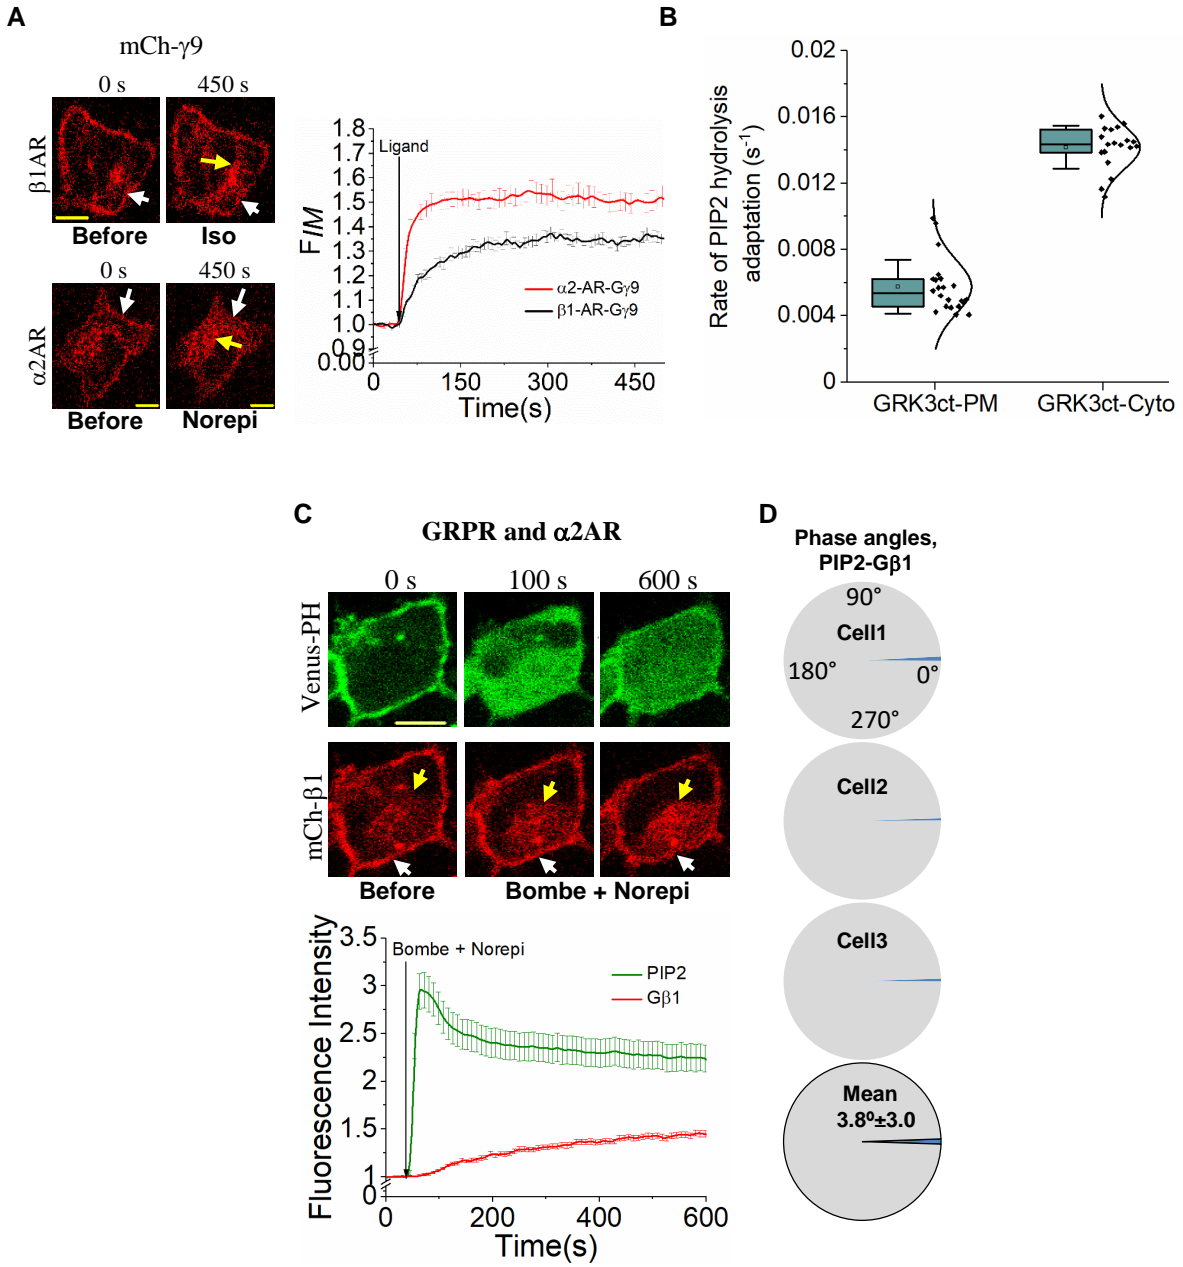 A
mCh-γ9
0 s
450 s
β1AR
Before
Iso
0 s
450 s
α2AR
Before
Norepi
1.8
1.7
1.6
1.5
1.4
1.3
1.2
1.1
1.0
0.9
0.00
FIM
Ligand
α2-AR-Gγ9
β1-AR-Gγ9
0
150
300
450
Time(s)
B
0.02
0.016
0.012
0.008
0.004
0
Rate of PIP2 hydrolysis
adaptation (s-1)
GRK3ct-PM
GRK3ct-Cyto
C
GRPR and α2AR
0 s
100 s
600 s
Venus-PH
mCh-β1
Before
Bombe + Norepi
3.5
3
2.5
2
1.5
1
0
Fluorescence Intensity
Bombe + Norepi
PIP2
Gβ1
0
200
400
600
Time(s)
D
Phase angles,
PIP2-Gβ1
90°
Cell1
180°
0°
270°
Cell2
Cell3
Mean
3.8⁰±3.0